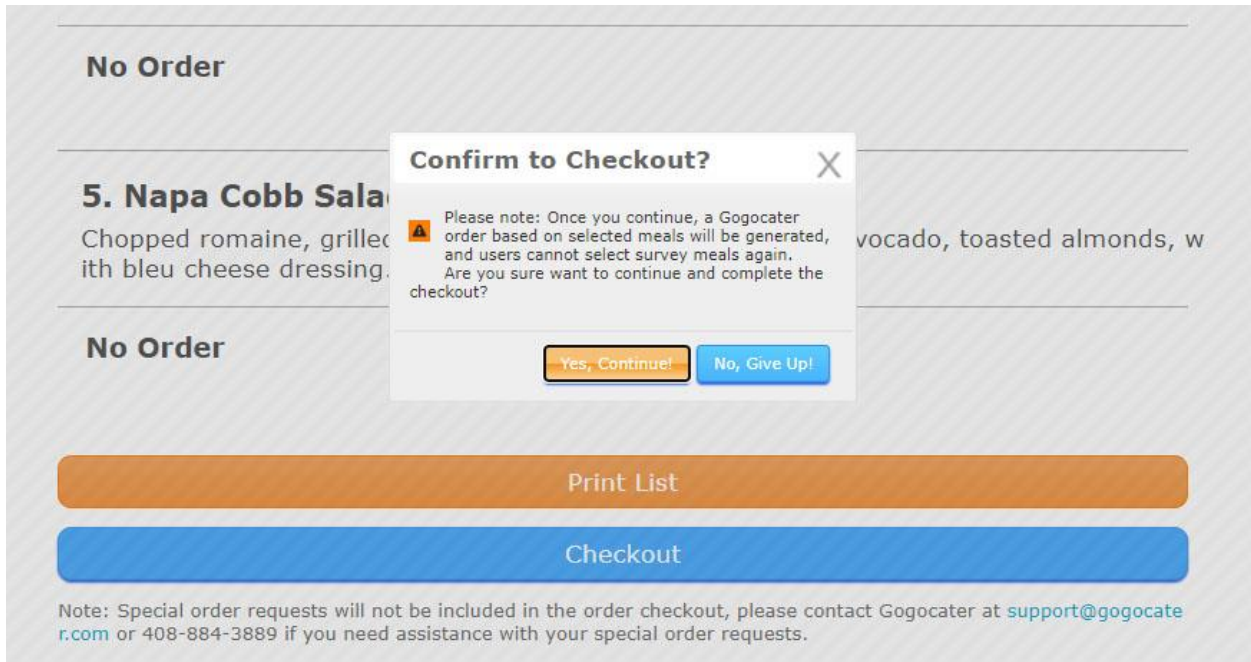 No Order
Confirm to Checkout?
X
5. Napa Cobb Sala
Please note: Once you continue, a Gogocater
order based on selected meals will be generated,
and users cannot select survey meals again.
Are you sure want to continue and complete the
checkout?
Chopped romaine, grille vocado, toasted almonds, w
ith bleu cheese dressing.
No Order
Yes, Continue!
No, Give Up!
Print List
Checkout
Note: Special order requests will not be included in the order checkout, please contact Gogocater at support@gogocate
r.com or 408-884-3889 if you need assistance with your special order requests.